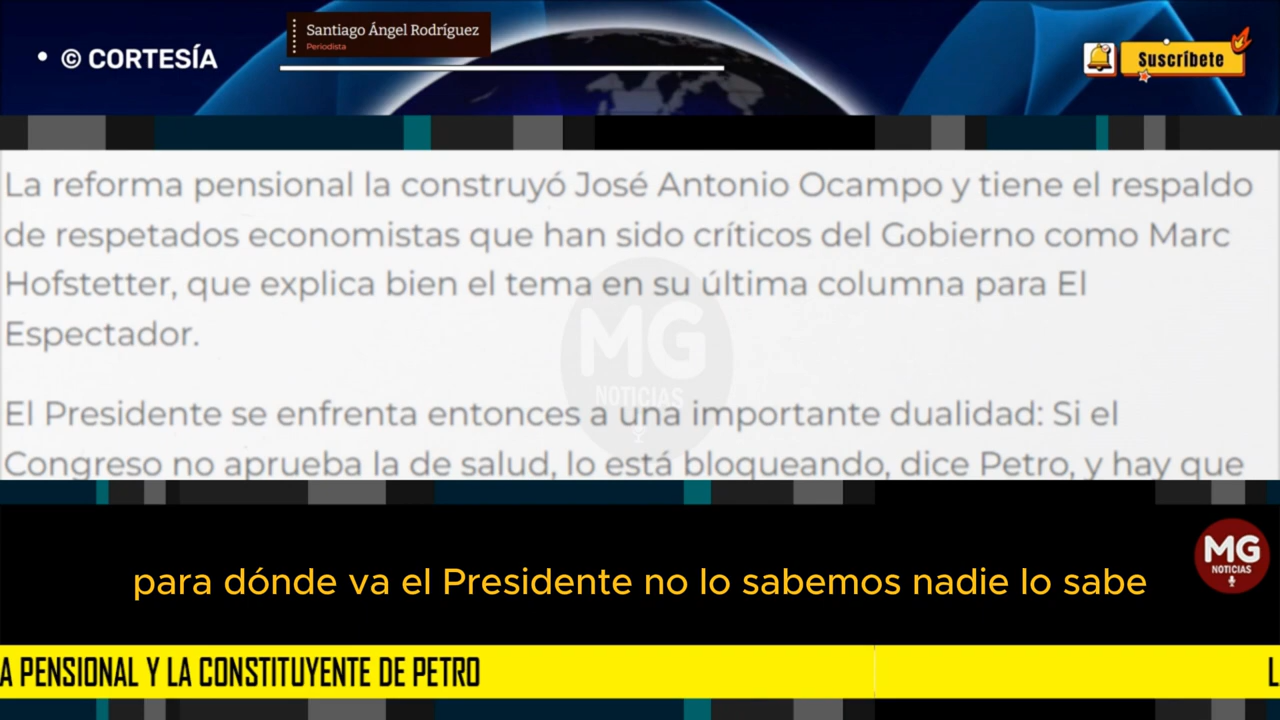 © CORTESÍA
Santiago Ángel Rodríguez
Periodista
Suscríbete
La reforma pensional la construyó José Antonio Ocampo y tiene el respaldo
de respetados economistas que han sido críticos del Gobierno como Marc
Hofstetter, que explica bien el tema en su última columna para El
Espectador.
MG
NOTICIAS
El Presidente se enfrenta entonces a una importante dualidad: Si el
Congreso no aprueba la de salud, lo está bloqueando, dice Petro, y hay que
MG
NOTICIAS
para dónde va el Presidente no lo sabemos nadie lo sabe
A PENSIONAL Y LA CONSTITUYENTE DE PETRO
L